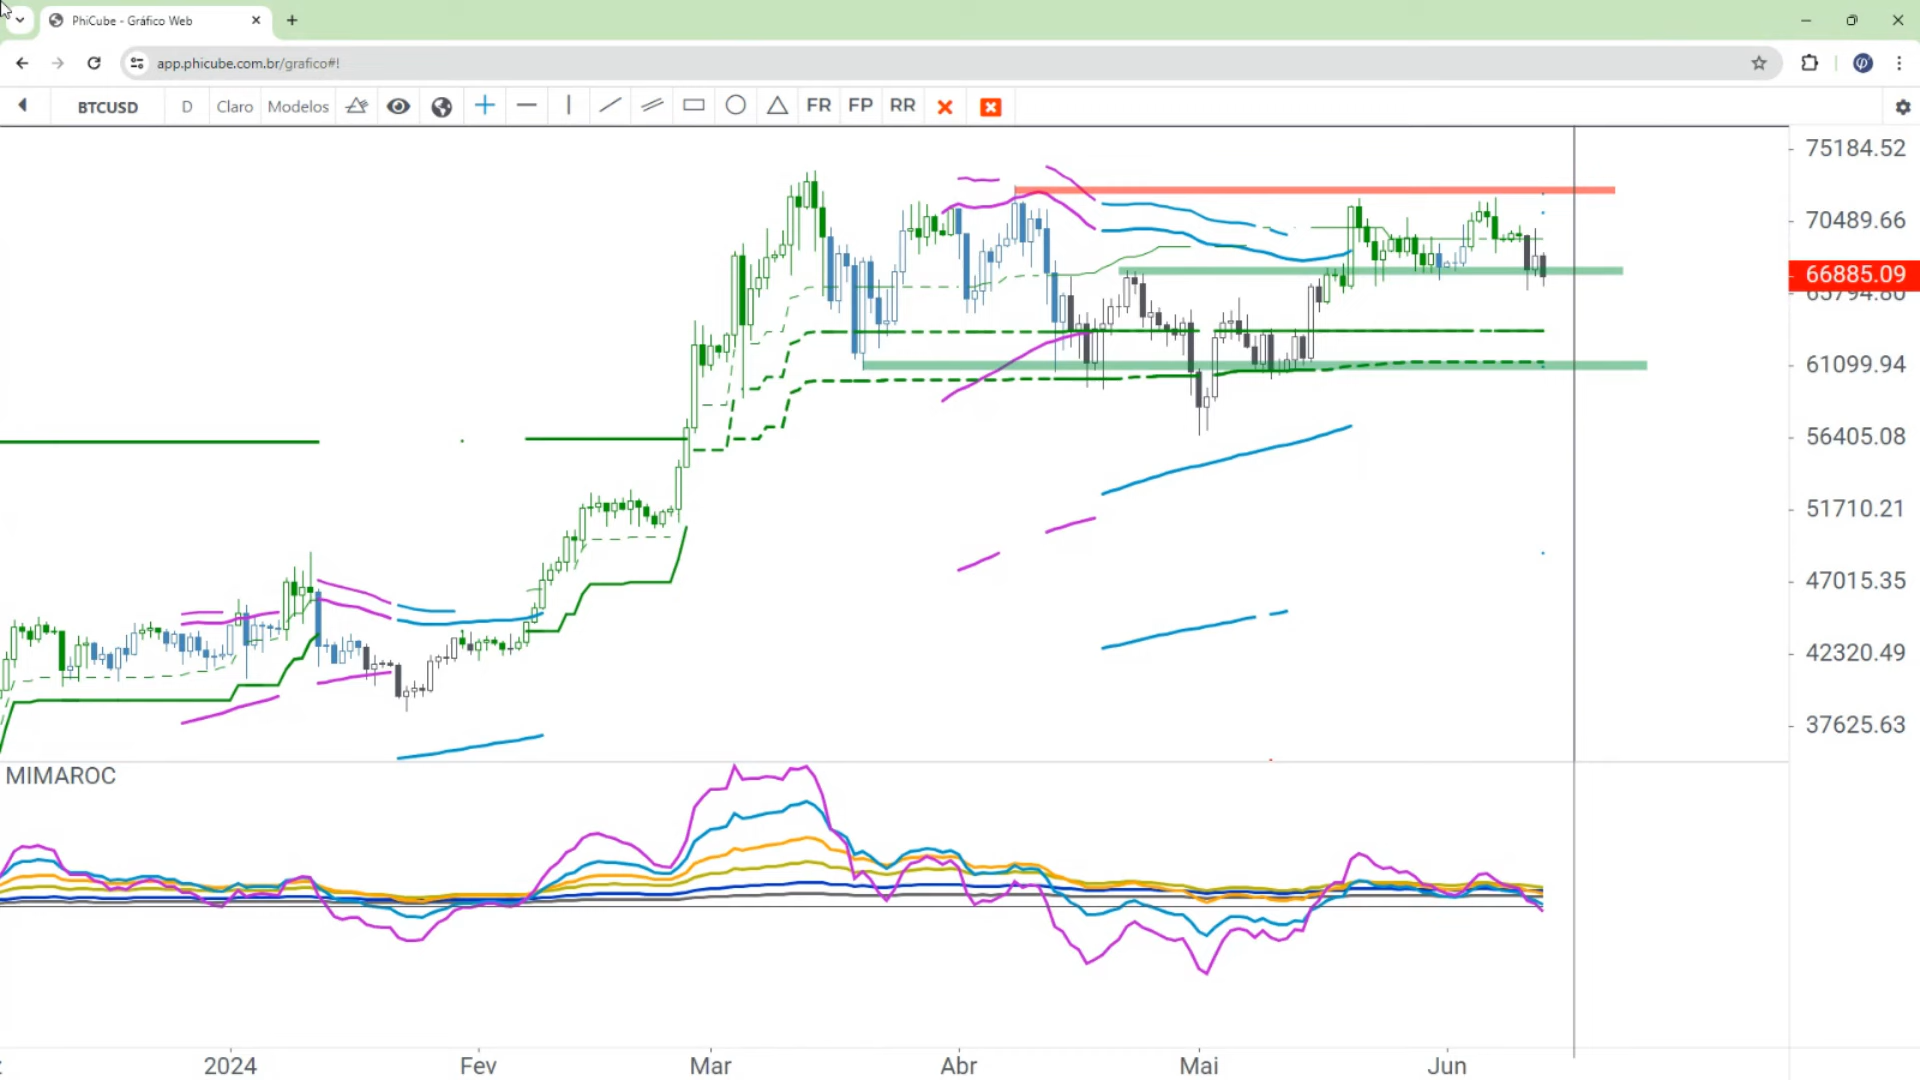 PhiCube - Gráfico Web
app.phicube.com.br/grafico#!
BTCUSD D Claro Modelos FR FP RR
75184.52
70489.66
66885.09
65794.80
61099.94
56405.08
51710.21
47015.35
42320.49
37625.63
MIMAROC
2024 Fev Mar Abr Mai Jun